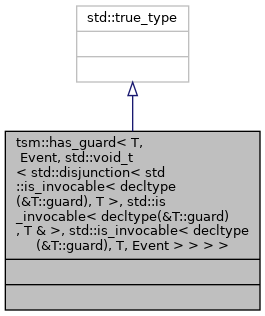 std::true_type
tsm::has_guard< T,
Event, std::void_t
< std::disjunction< std
::is_invocable< decltype
(&T::guard), T >, std::is
_invocable< decltype(&T::guard)
, T & >, std::is_invocable< decltype
(&T::guard), T, Event > > > >